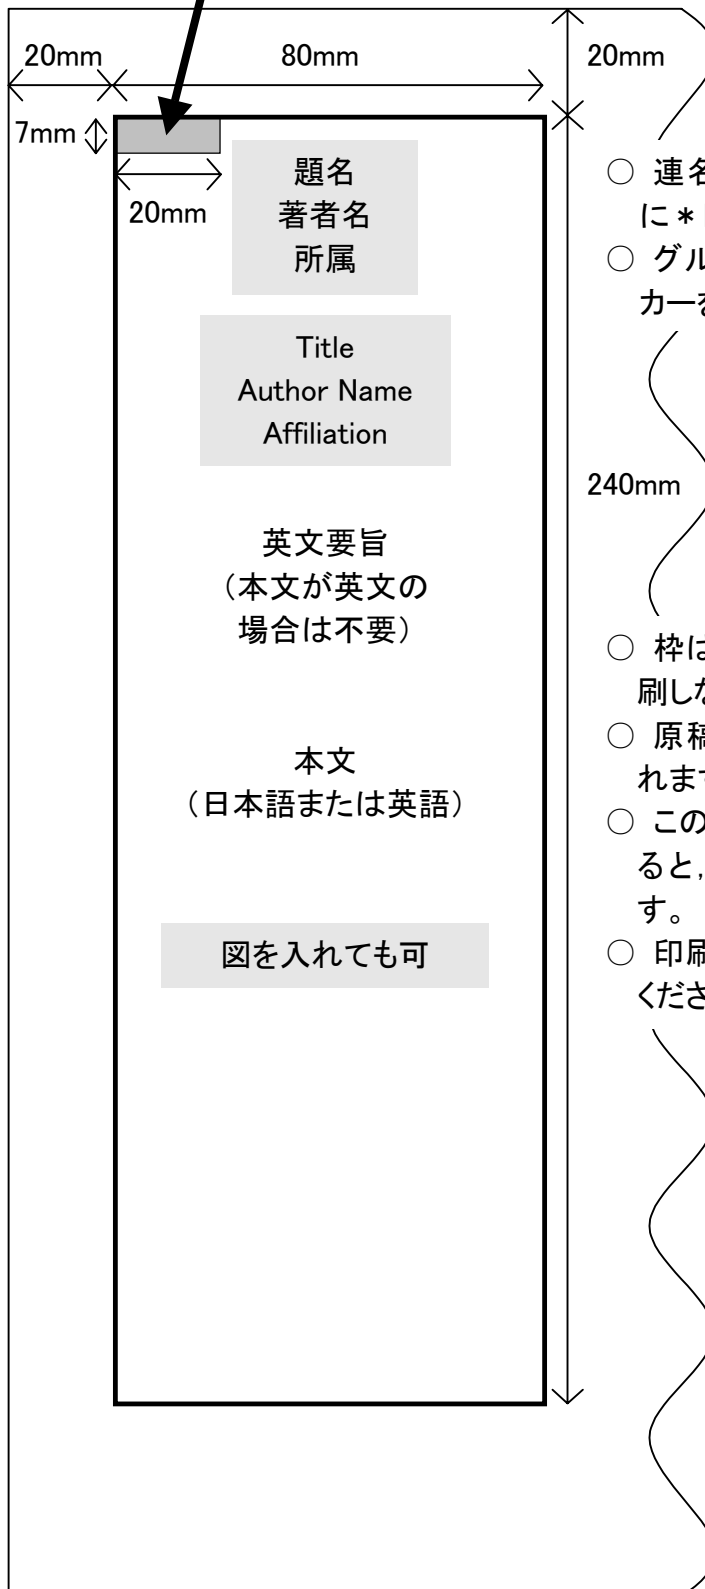 20mm
80mm
20mm
7mm
20mm
題名
著者名
所属
Title
Author Name
Affiliation
英文要旨
（本文が英文の
場合は不要）
本文
（日本語または英語）
図を入れても可
240mm
○ 連名
に＊
○ グル
カーを
○ 枠は
刷しな
○ 原稿
れます
○ この
ると，
す。
○ 印刷
くださ